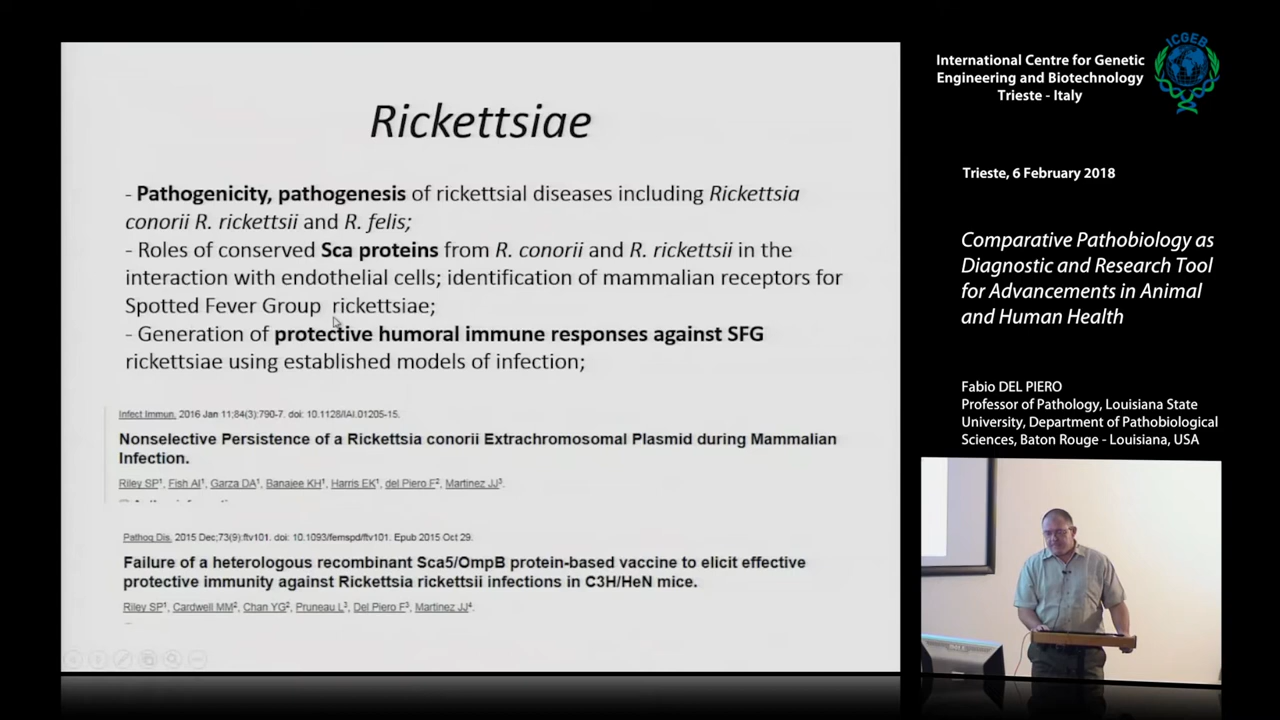 Rickettsiae
- Pathogenicity, pathogenesis of rickettsial diseases including Rickettsia
conorii R. rickettsii and R. felis;
- Roles of conserved Sca proteins from R. conorii and R. rickettsii in the
interaction with endothelial cells; identification of mammalian receptors for
Spotted Fever Group rickettsiae;
- Generation of protective humoral immune responses against SFG
rickettsiae using established models of infection;
Infect Immun. 2016 Jan 11;84(3):790-7. doi: 10.1128/IAI.01205-15.
Nonselective Persistence of a Rickettsia conorii Extrachromosomal Plasmid during Mammalian
Infection.
Riley SP1, Fish AI1, Garza DA1, Banajee KH1, Harris EK1, del Piero F2, Martinez JJ3.
Pathog Dis. 2015 Dec;73(9):ftv101. doi: 10.1093/femspd/ftv101. Epub 2015 Oct 29.
Failure of a heterologous recombinant Sca5/OmpB protein-based vaccine to elicit effective
protective immunity against Rickettsia rickettsii infections in C3H/HeN mice.
Riley SP1, Cardwell MM2, Chan YG2, Pruneau L3, Del Piero F3, Martinez JJ4.
International Centre for Genetic
Engineering and Biotechnology
Trieste - Italy
ICGEB
Trieste, 6 February 2018
Comparative Pathobiology as
Diagnostic and Research Tool
for Advancements in Animal
and Human Health
Fabio DEL PIERO
Professor of Pathology, Louisiana State
University, Department of Pathobiological
Sciences, Baton Rouge - Louisiana, USA